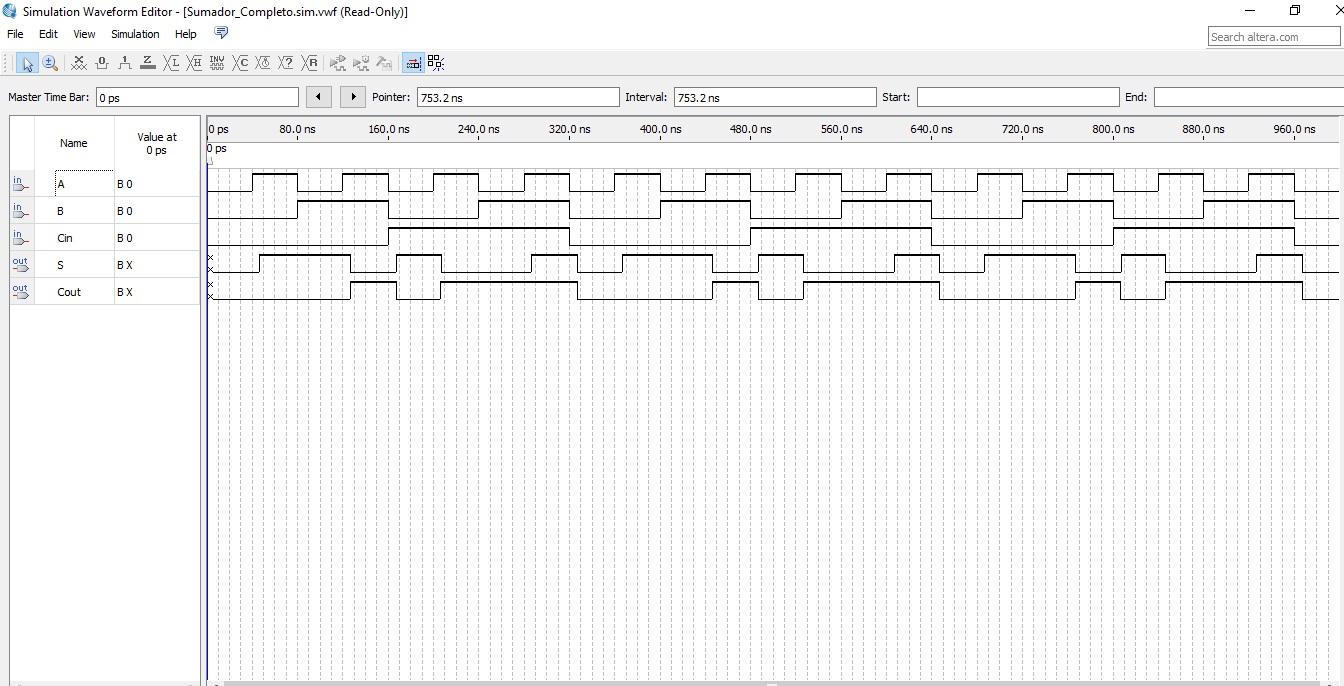 Simulation Waveform Editor - [Sumador_Completo.sim.vwf (Read-Only)]
File Edit View Simulation Help
Search altera.com
Master Time Bar: 0 ps Pointer: 753.2 ns Interval: 753.2 ns Start: End:
Name Value at 0 ps
0 ps 80.0 ns 160.0 ns 240.0 ns 320.0 ns 400.0 ns 480.0 ns 560.0 ns 640.0 ns 720.0 ns 800.0 ns 880.0 ns 960.0 ns
0 ps
in A B 0
in B B 0
in Cin B 0
out S B X
out Cout B X